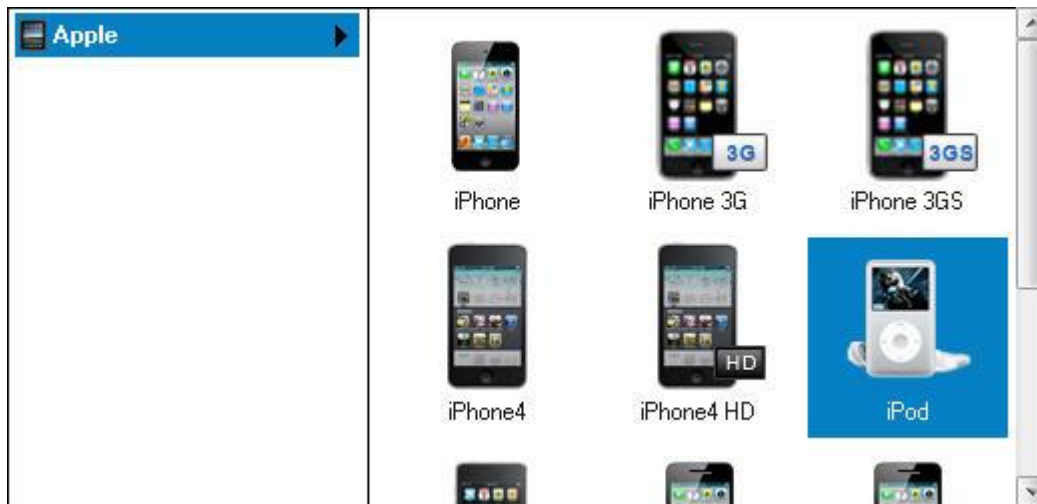 Apple
3G
3GS
iPhone
iPhone 3G
iPhone 3GS
HD
iPhone4
iPhone4 HD
iPod